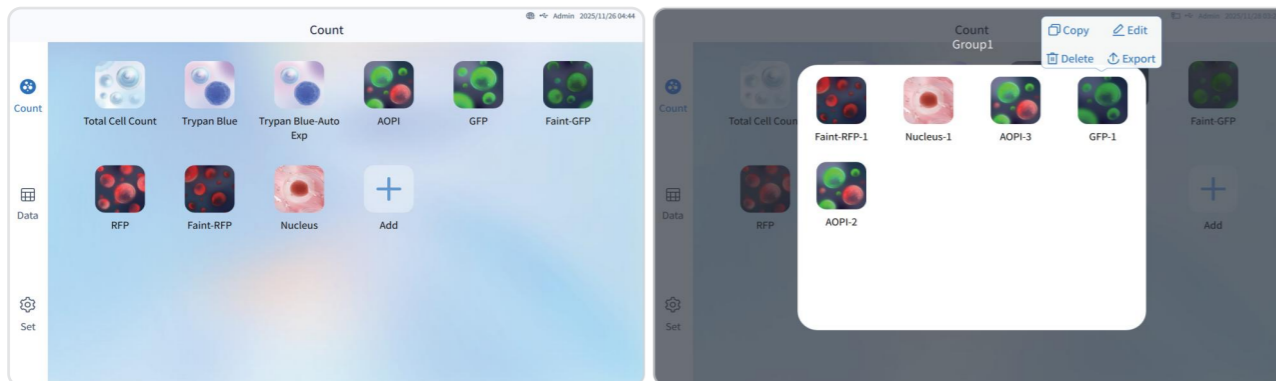 Admin 2025/11/26 04:44
Count
Count
Total Cell Count
Trypan Blue
Trypan Blue-Auto
Exp
AOPI
GFP
Faint-GFP
Data
RFP
Faint-RFP
Nucleus
Add
Set
Count
Group1
Copy
Edit
Delete
Export
Count
Total Cell Coun
Faint-RFP-1
Nucleus-1
AOPI-3
GFP-1
Faint-GFP
Data
RFP
AOPI-2
Add
Set